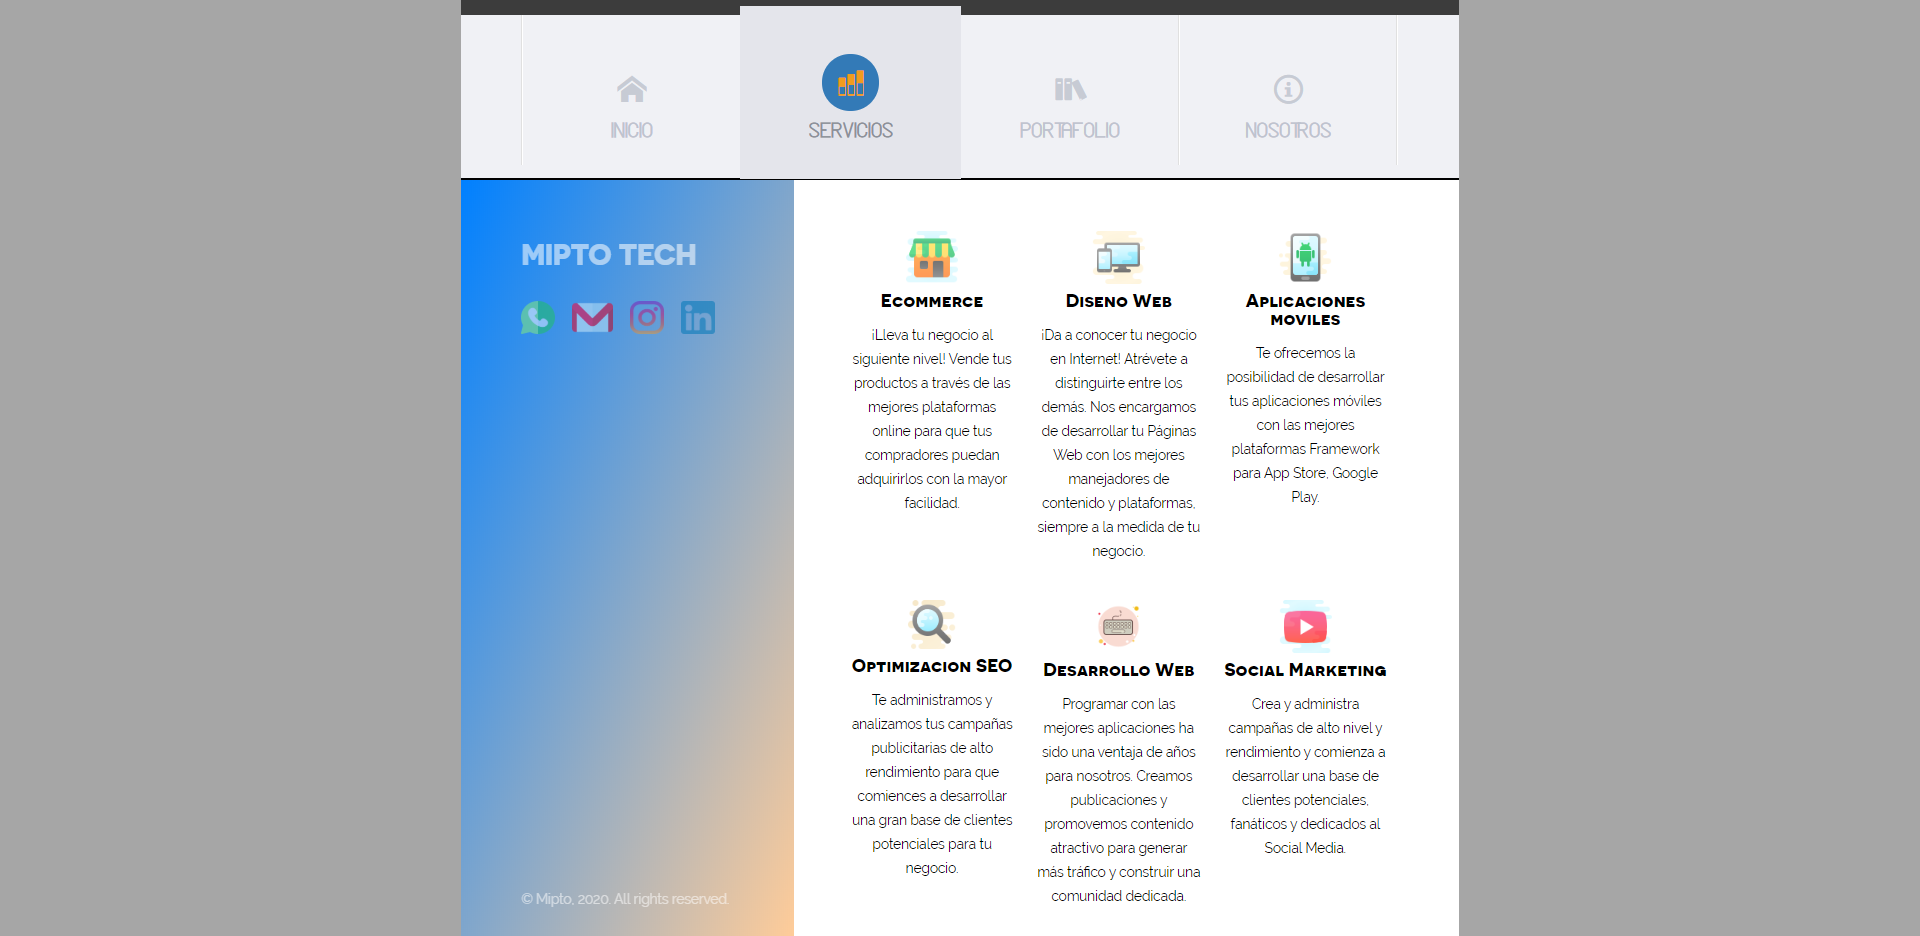 INICIO
SERVICIOS
PORTAFOLIO
NOSOTROS
MIPTO TECH
© Mipto, 2020. All rights reserved.
Ecommerce
¡Lleva tu negocio al
siguiente nivel! Vende tus
productos a través de las
mejores plataformas
online para que tus
compradores puedan
adquirirlos con la mayor
facilidad.
Diseno Web
¡Da a conocer tu negocio
en Internet! Atrévete a
distinguirte entre los
demás. Nos encargamos
de desarrollar tu Páginas
Web con los mejores
manejadores de
contenido y plataformas,
siempre a la medida de tu
negocio.
Aplicaciones
moviles
Te ofrecemos la
posibilidad de desarrollar
tus aplicaciones móviles
con las mejores
plataformas Framework
para App Store, Google
Play.
Optimizacion SEO
Te administramos y
analizamos tus campañas
publicitarias de alto
rendimiento para que
comiences a desarrollar
una gran base de clientes
potenciales para tu
negocio.
Desarrollo Web
Programar con las
mejores aplicaciones ha
sido una ventaja de años
para nosotros. Creamos
publicaciones y
promovemos contenido
atractivo para generar
más tráfico y construir una
comunidad dedicada.
Social Marketing
Crea y administra
campañas de alto nivel y
rendimiento y comienza a
desarrollar una base de
clientes potenciales,
fanáticos y dedicados al
Social Media.